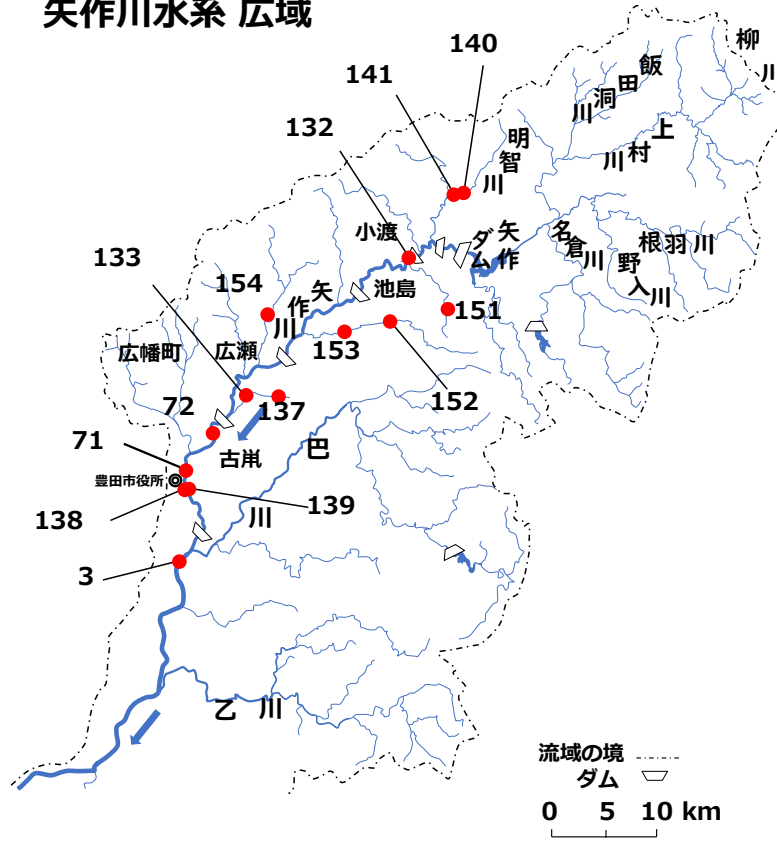 矢作川水系 広域
柳川
140
飯田洞川
141
上村川
132
明智川
小渡
矢作ダム
名倉川
根羽川
野入川
133
154
矢作川
池島
151
広幡町
広瀬
153
152
72
137
71
古鼡
巴川
豊田市役所
139
138
3
乙川
流域の境
ダム
0 5 10 km